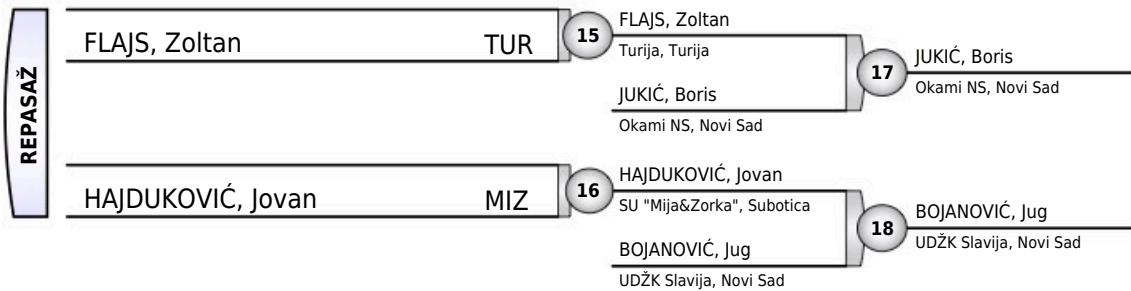 REPASAŽ
FLAJS, Zoltan TUR
15
FLAJS, Zoltan
Turija, Turija
JUKIĆ, Boris
Okami NS, Novi Sad
17
JUKIĆ, Boris
Okami NS, Novi Sad
HAJDUKOVIĆ, Jovan MIZ
16
HAJDUKOVIĆ, Jovan
SU "Mija&Zorka", Subotica
BOJANOVIĆ, Jug
UDŽK Slavija, Novi Sad
18
BOJANOVIĆ, Jug
UDŽK Slavija, Novi Sad